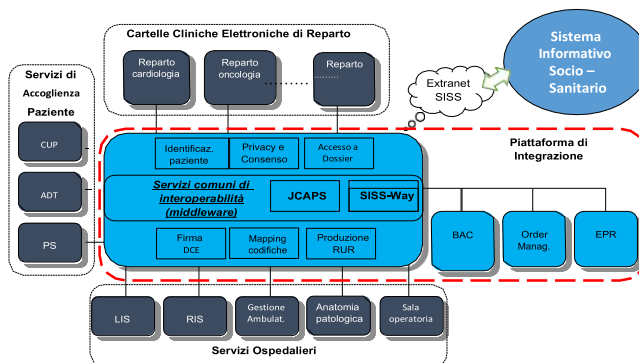 Cartelle Cliniche Elettroniche di Reparto
Reparto
cardiologia
Reparto
oncologia
..........
Reparto
.........
Sistema
Informativo
Socio –
Sanitario
Extranet
SISS
Servizi di
Accoglienza
Paziente
CUP
ADT
PS
Piattaforma di
Integrazione
Identificaz.
paziente
Privacy e
Consenso
Accesso a
Dossier
Servizi comuni di
interoperabilità
(middleware)
JCAPS
SISS-Way
Firma
DCE
Mapping
codifiche
Produzione
RUR
BAC
Order
Manag.
EPR
LIS
RIS
Gestione
Ambulat.
Anatomia
patologica
Sala
operatoria
Servizi Ospedalieri